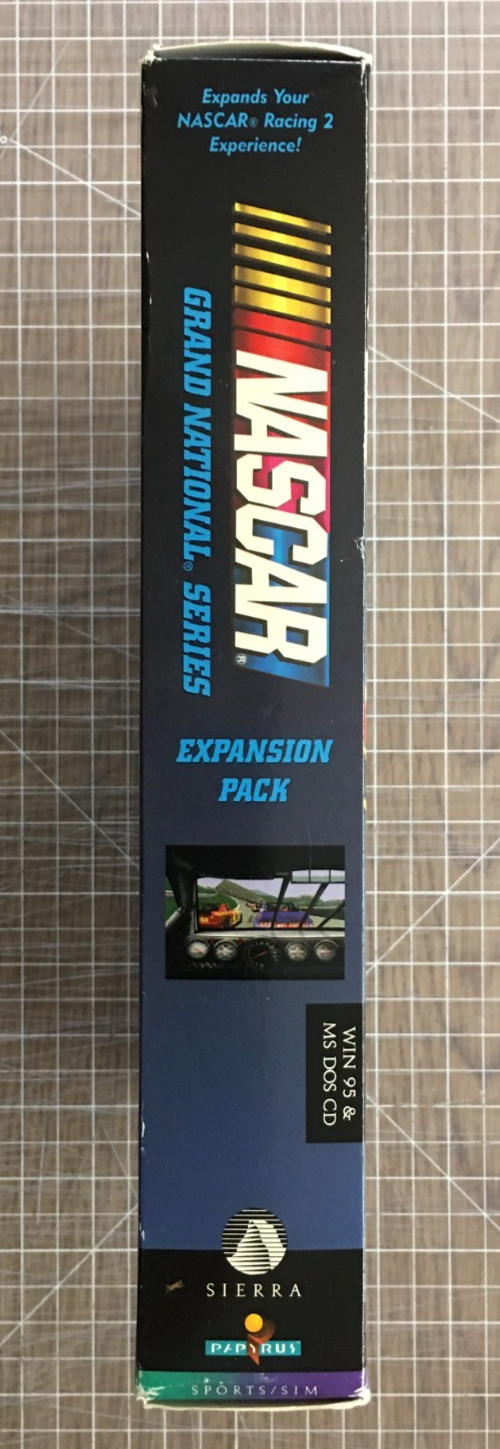 Expands Your
NASCAR® Racing 2
Experience!
NASCAR®
GRAND NATIONAL® SERIES
EXPANSION
PACK
WIN 95 &
MS DOS CD
SIERRA
PAPYRUS
SPORTS/SIM